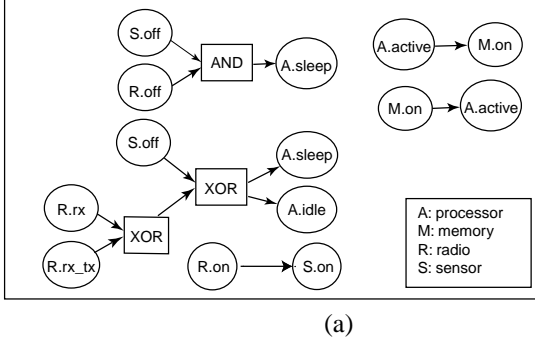 S.off
AND
A.sleep
R.off
A.active
M.on
M.on
A.active
S.off
XOR
A.sleep
A.idle
R.rx
XOR
R.rx_tx
R.on
S.on
A: processor
M: memory
R: radio
S: sensor
(a)